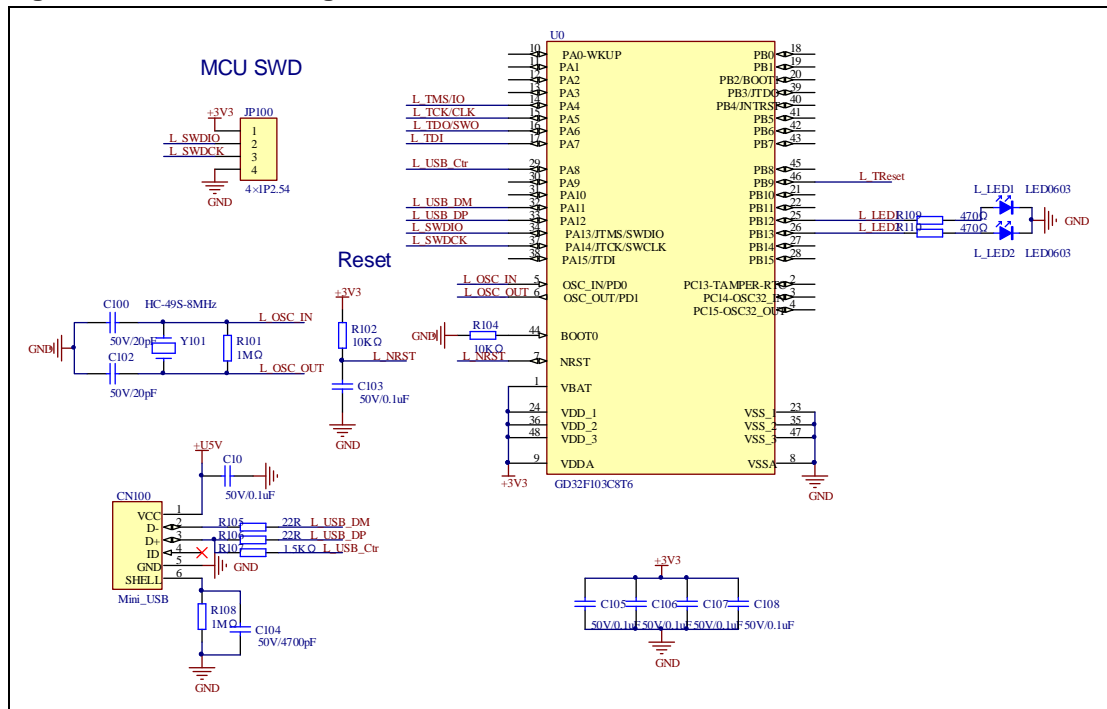 MCU SWD
+3V3
JP100
1
L_SWDIO
2
L_SWDCK
3
4
GND
4×1P2.54
Reset
+3V3
R102
10KΩ
L_NRST
C103
50V/0.1uF
GND
C100
HC-49S-8MHz
L_OSC_IN
50V/20pF
GND
Y101
R101
1MΩ
C102
L_OSC_OUT
50V/20pF
+U5V
C10
50V/0.1uF
CN100
VCC 1
D- 2 R105 22R L_USB_DM
D+ 3 R106 22R L_USB_DP
ID 4 R107 1.5KΩ L_USB_Ctr
GND 5 GND
SHELL 6
Mini_USB
R108
1MΩ
C104
50V/4700pF
GND
U0
10 PA0-WKUP
11 PA1
12 PA2
13 PA3
L_TMS/IO 14 PA4
L_TCK/CLK 15 PA5
L_TDO/SWO 16 PA6
L_TDI 17 PA7
L_USB_Ctr 29 PA8
30 PA9
31 PA10
L_USB_DM 32 PA11
L_USB_DP 33 PA12
L_SWDIO 34 PA13/JTMS/SWDIO
L_SWDCK 37 PA14/JTCK/SWCLK
38 PA15/JTDI
L_OSC_IN 5 OSC_IN/PD0
L_OSC_OUT 6 OSC_OUT/PD1
GND R104 10KΩ 44 BOOT0
L_NRST 7 NRST
1 VBAT
24 VDD_1
36 VDD_2
48 VDD_3
9 VDDA
+3V3
GD32F103C8T6
PB0 18
PB1 19
PB2/BOOT1 20
PB3/JTDO 39
PB4/JNTRST 40
PB5 41
PB6 42
PB7 43
PB8 45
PB9 46 L_TReset
PB10 21
PB11 22
PB12 25 L_LED1 R109 470Ω
PB13 26 L_LED2 R110 470Ω
PB14 27
PB15 28
PC13-TAMPER-RTC 2
PC14-OSC32_IN 3
PC15-OSC32_OUT 4
VSS_1 23
VSS_2 35
VSS_3 47
VSSA 8
GND
L_LED1 LED0603
GND
L_LED2 LED0603
+3V3
C105 C106 C107 C108
50V/0.1uF 50V/0.1uF 50V/0.1uF 50V/0.1uF
GND